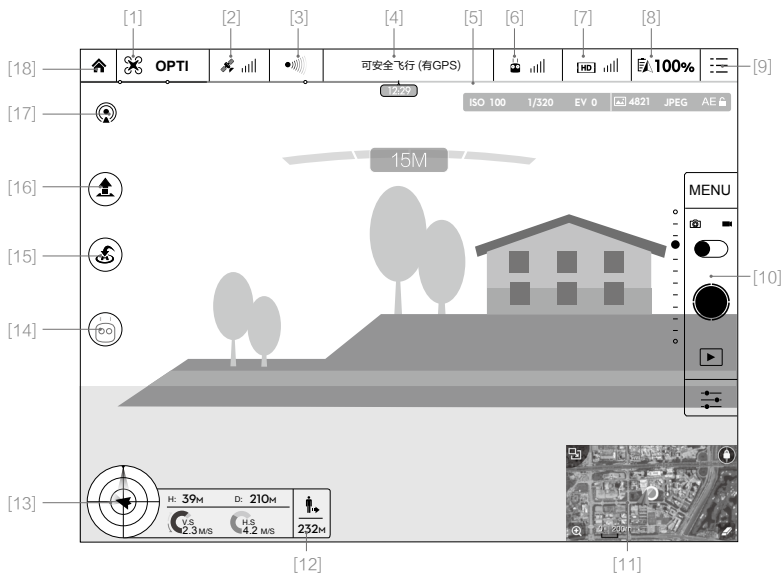 [1]
[2]
[3]
[4]
[5]
[6]
[7]
[8]
[18]
OPTI
可安全飞行 (有GPS)
HD
100%
[9]
12:29
ISO 100 1/320 EV 0 4821 JPEG AE
[17]
15M
[16]
MENU
[15]
[10]
[14]
[13]
H: 39M D: 210M
V.S 2.3 M/S
H.S 4.2 M/S
232M
200m
[12]
[11]